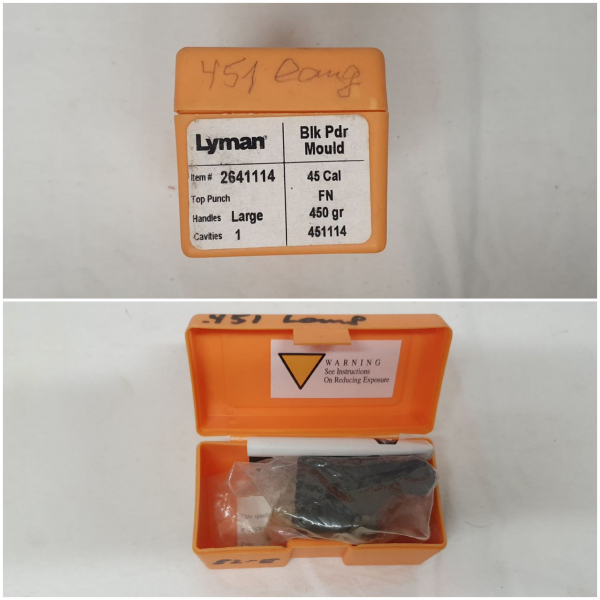 451 Long
Lyman®
Blk Pdr
Mould
Item # 2641114
45 Cal
Top Punch
FN
Handles Large
450 gr
Cavities 1
451114
.451 Long
WARNING
See Instructions
On Reducing Exposure